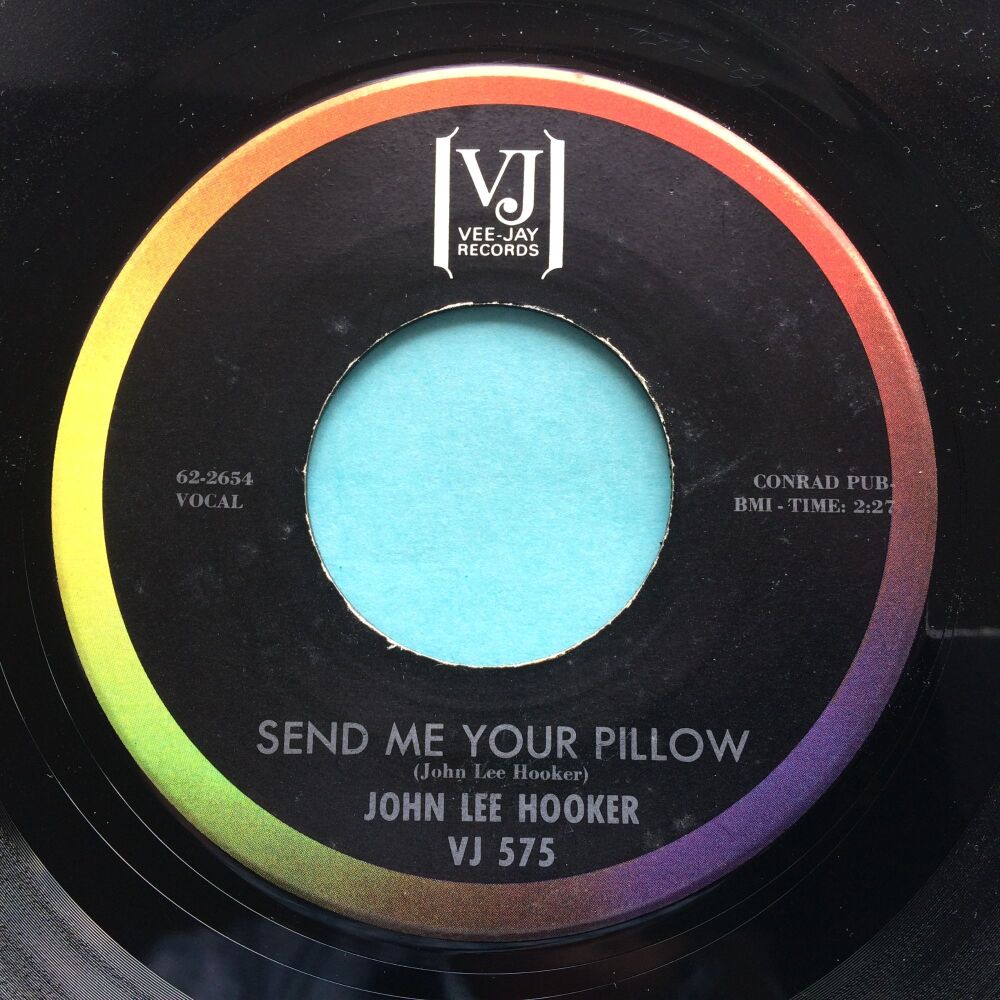 VJ
VEE-JAY
RECORDS
62-2654
VOCAL
CONRAD PUB-
BMI - TIME: 2:27
SEND ME YOUR PILLOW
(John Lee Hooker)
JOHN LEE HOOKER
VJ 575